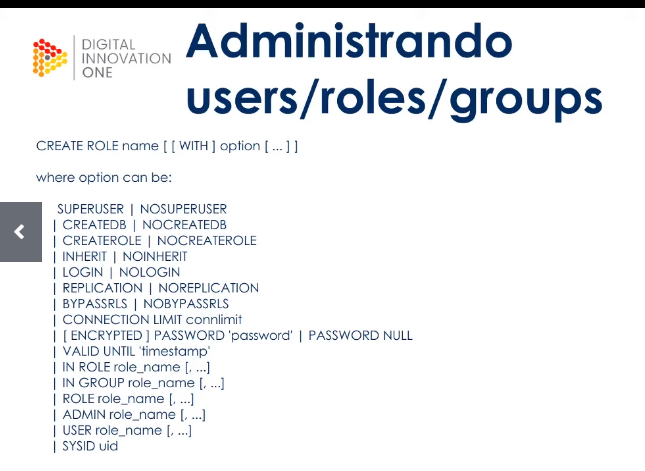 DIGITAL
INNOVATION
ONE
Administrando
users/roles/groups
CREATE ROLE name [ [ WITH ] option [ ... ] ]
where option can be:
SUPERUSER | NOSUPERUSER
| CREATEDB | NOCREATEDB
| CREATEROLE | NOCREATEROLE
| INHERIT | NOINHERIT
| LOGIN | NOLOGIN
| REPLICATION | NOREPLICATION
| BYPASSRLS | NOBYPASSRLS
| CONNECTION LIMIT connlimit
| [ ENCRYPTED ] PASSWORD 'password' | PASSWORD NULL
| VALID UNTIL 'timestamp'
| IN ROLE role_name [, ...]
| IN GROUP role_name [, ...]
| ROLE role_name [, ...]
| ADMIN role_name [, ...]
| USER role_name [, ...]
| SYSID uid